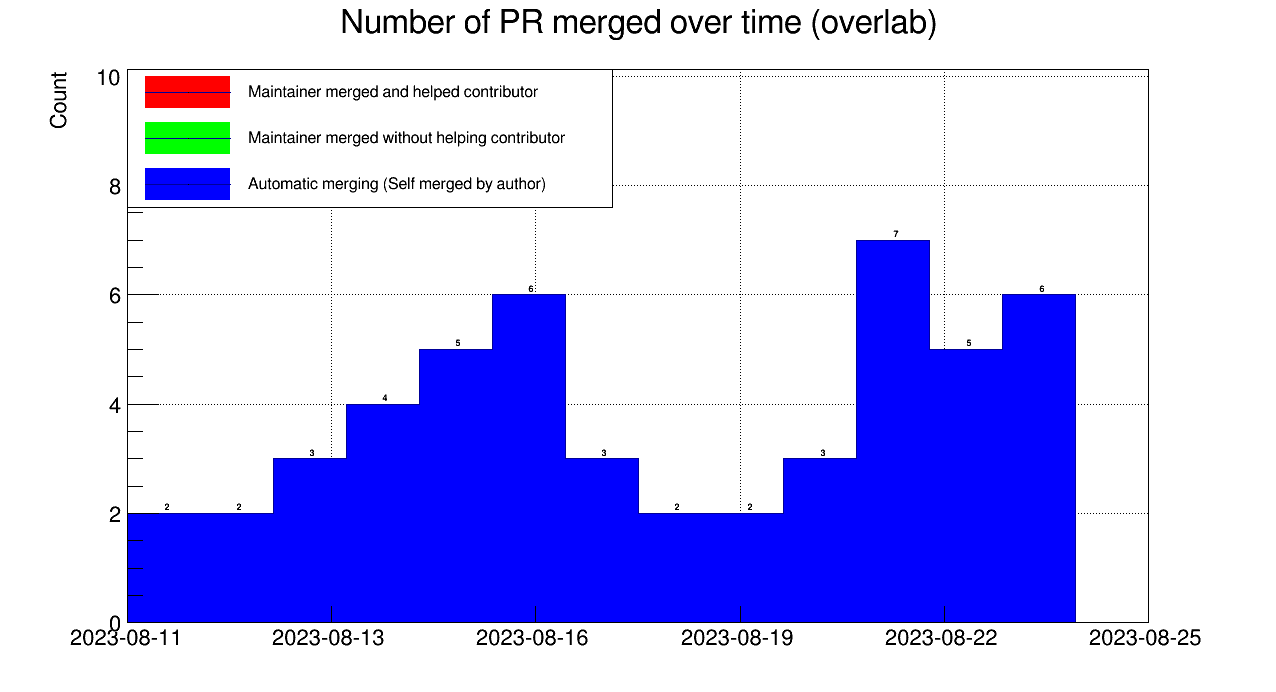 Number of PR merged over time (overlab)
Count
10
8
6
4
2
0
Maintainer merged and helped contributor
Maintainer merged without helping contributor
Automatic merging (Self merged by author)
2 2 3 4 5 6 3 2 2 3 7 5 6
2023-08-11 2023-08-13 2023-08-16 2023-08-19 2023-08-22 2023-08-25